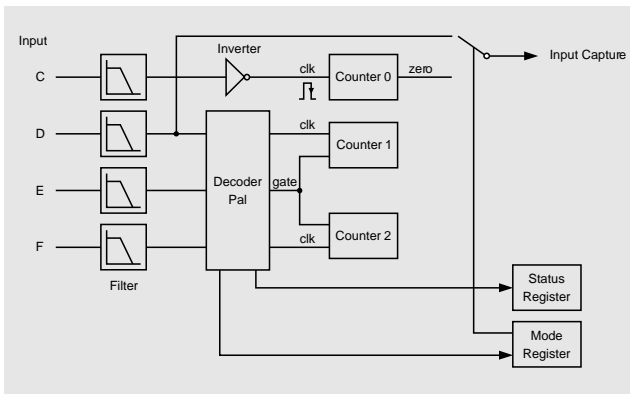 Input
Inverter
Input Capture
C
clk
Counter 0
zero
D
clk
Counter 1
E
Decoder
Pal
gate
F
clk
Counter 2
Filter
Status
Register
Mode
Register